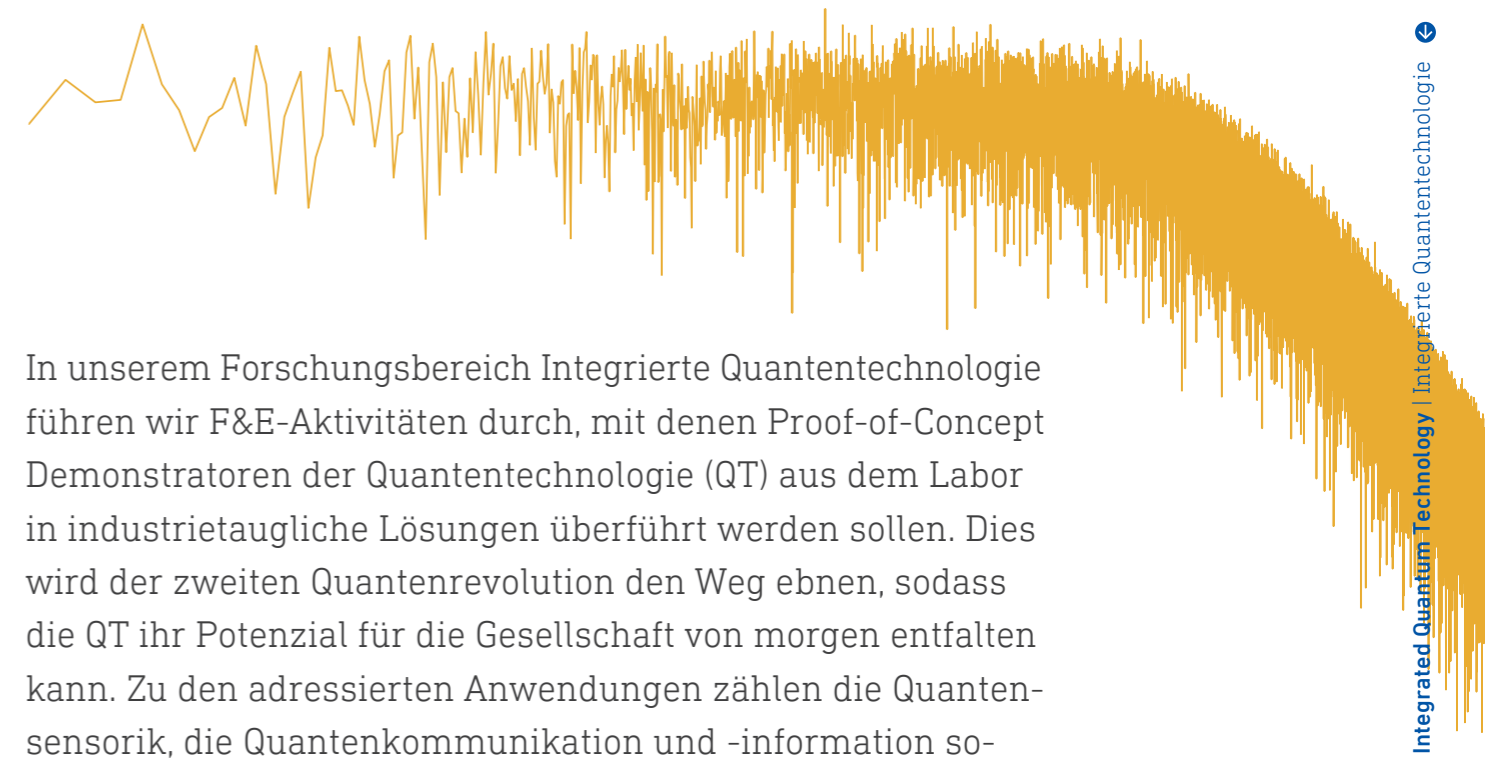 In unserem Forschungsbereich Integrierte Quantentechnologie
führen wir F&E-Aktivitäten durch, mit denen Proof-of-Concept
Demonstratoren der Quantentechnologie (QT) aus dem Labor
in industrietaugliche Lösungen überführt werden sollen. Dies
wird der zweiten Quantenrevolution den Weg ebnen, sodass
die QT ihr Potenzial für die Gesellschaft von morgen entfalten
kann. Zu den adressierten Anwendungen zählen die Quanten-
sensorik, die Quantenkommunikation und -information so-
Integrated Quantum Technology | Integrierte Quantentechnologie